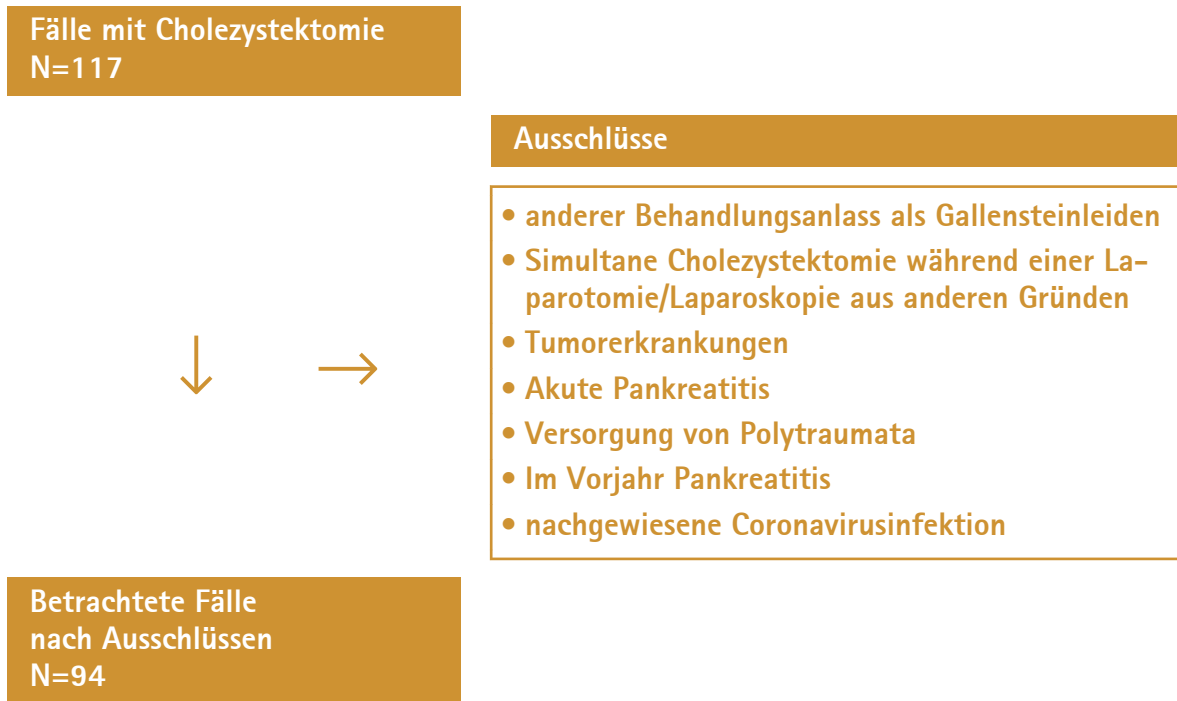 Fälle mit Cholezystektomie
N=117
Ausschlüsse
• anderer Behandlungsanlass als Gallensteinleiden
• Simultane Cholezystektomie während einer La-
parotomie/Laparoskopie aus anderen Gründen
• Tumorerkrankungen
• Akute Pankreatitis
• Versorgung von Polytraumata
• Im Vorjahr Pankreatitis
• nachgewiesene Coronavirusinfektion
Betrachtete Fälle
nach Ausschlüssen
N=94